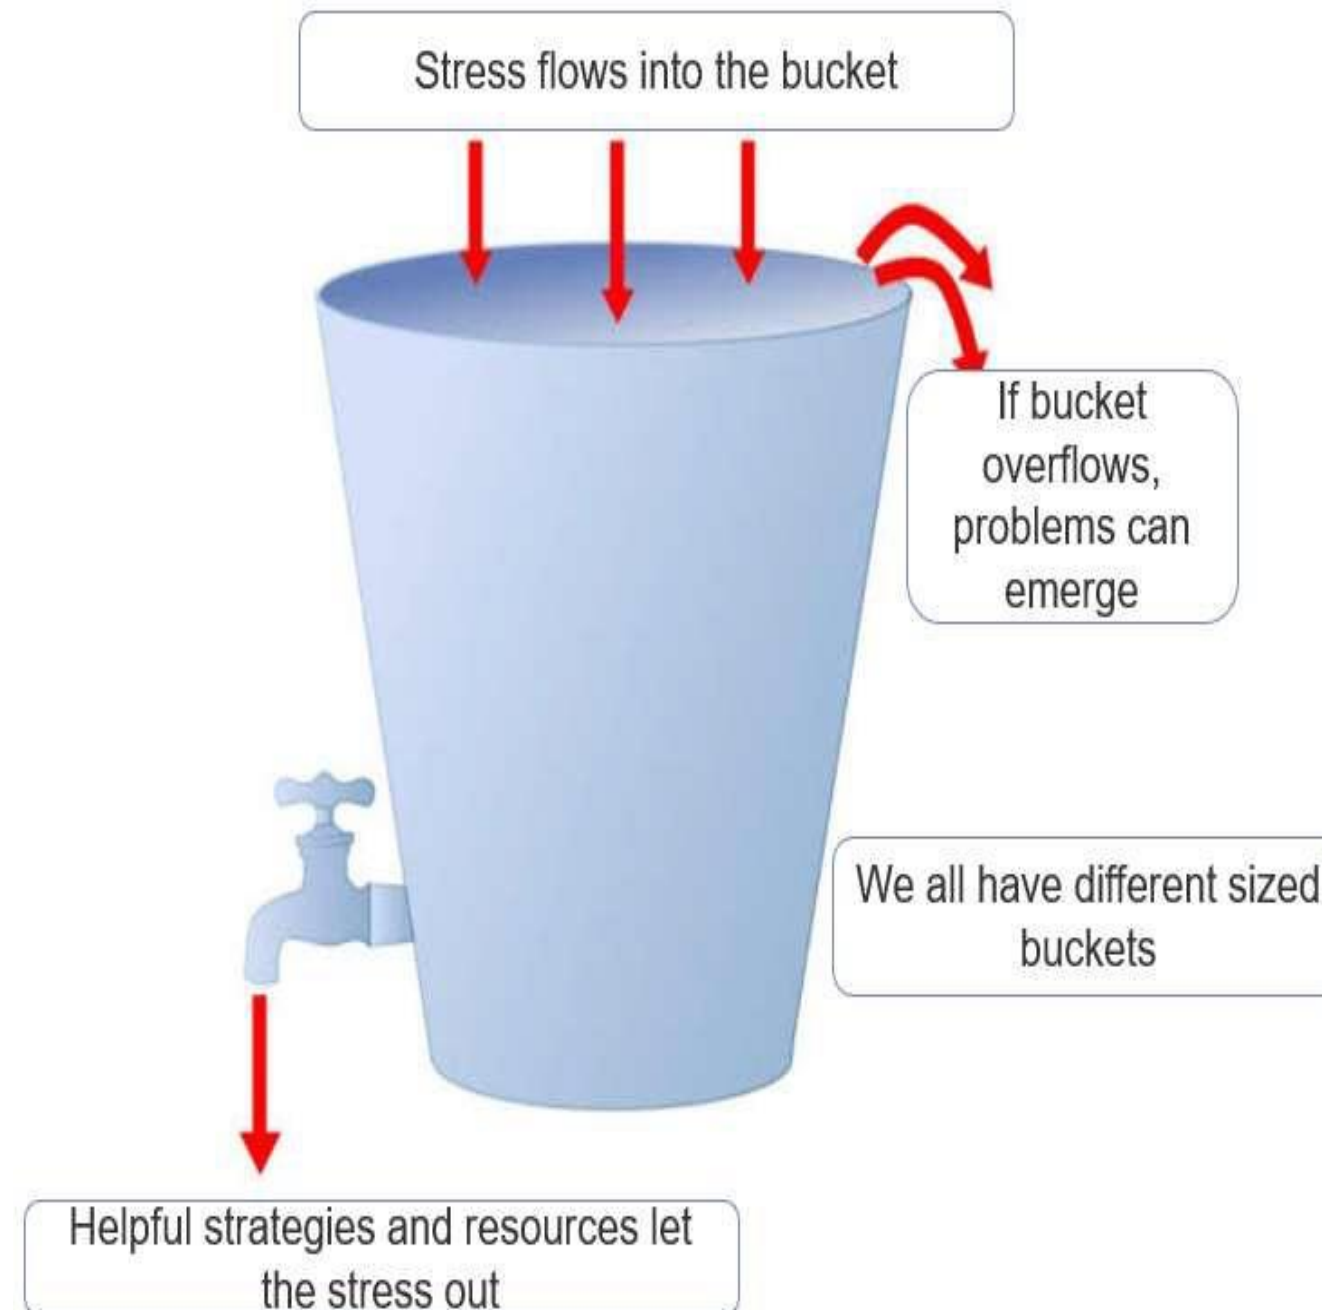 Stress flows into the bucket
If bucket
overflows,
problems can
emerge
We all have different sized
buckets
Helpful strategies and resources let
the stress out